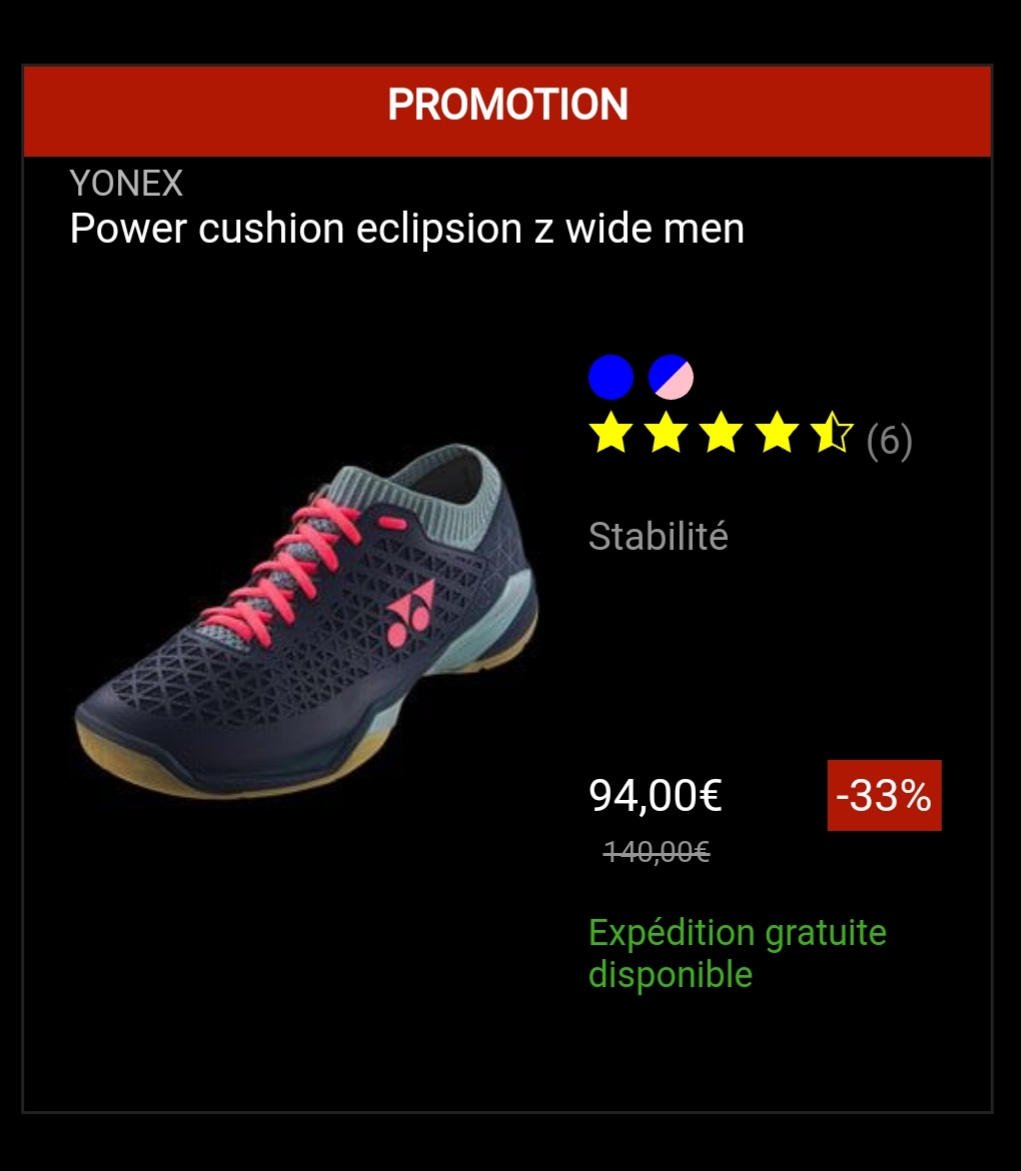 PROMOTION
YONEX
Power cushion eclipsion z wide men
(6)
Stabilité
94,00€
-33%
140,00€
Expédition gratuite
disponible